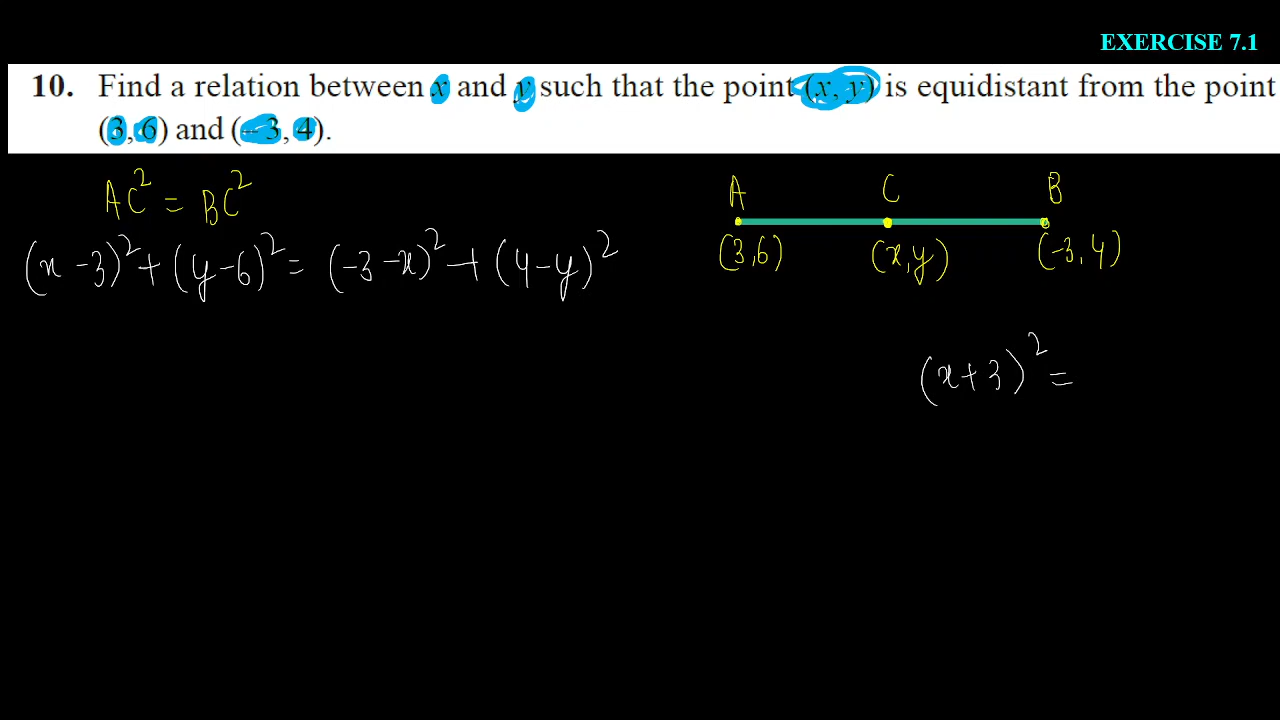 EXERCISE 7.1
10. Find a relation between x and y such that the point (x, y) is equidistant from the point
(3, 6) and (– 3, 4).
AC² = BC²
(x - 3)² + (y - 6)² = (-3 - x)² + (4 - y)²
A C B
(3,6) (x,y) (-3,4)
(x + 3)² =